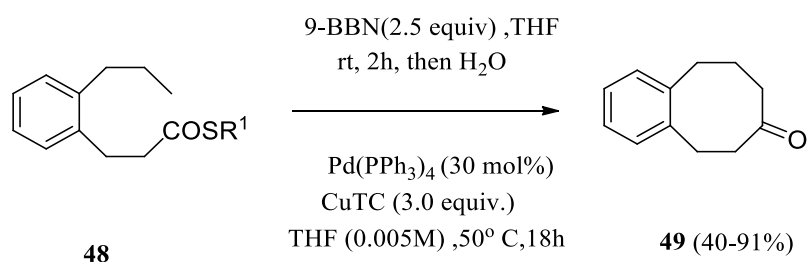 9-BBN(2.5 equiv) ,THF
rt, 2h, then H₂O
COSR¹
O
Pd(PPh₃)₄ (30 mol%)
CuTC (3.0 equiv.)
THF (0.005M) ,50° C,18h
48
49 (40-91%)